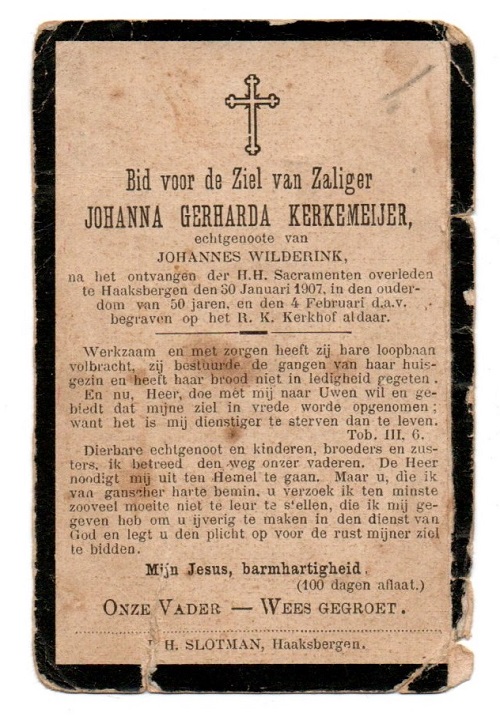 Bid voor de Ziel van Zaliger
JOHANNA GERHARDA KERKEMEIJER,
echtgenoote van
JOHANNES WILDERINK,
na het ontvangen der H.H. Sacramenten overleden
te Haaksbergen den 30 Januari 1907, in den ouder-
dom van 50 jaren, en den 4 Februari d.a.v.
begraven op het R. K. Kerkhof aldaar.
Werkzaam en met zorgen heeft zij hare loopbaan
volbracht, zij bestuurde de gangen van haar huis-
gezin en heeft haar brood niet in ledigheid gegeten.
En nu, Heer, doe met mij naar Uwen wil en ge-
biedt dat mijne ziel in vrede worde opgenomen;
want het is mij dienstiger te sterven dan te leven.
Tob. III, 6.
Dierbare echtgenoot en kinderen, broeders en zus-
ters, ik betreed den weg onzer vaderen. De Heer
noodigt mij uit ten Hemel te gaan. Maar u, die ik
van ganscher harte bemin, u verzoek ik ten minste
zooveel moeite niet te leur te stellen, die ik mij ge-
geven heb om u ijverig te maken in den dienst van
God en legt u den plicht op voor de rust mijner ziel
te bidden.
Mijn Jesus, barmhartigheid.
(100 dagen aflaat.)
ONZE VADER — WEES GEGROET.
H. SLOTMAN, Haaksbergen.